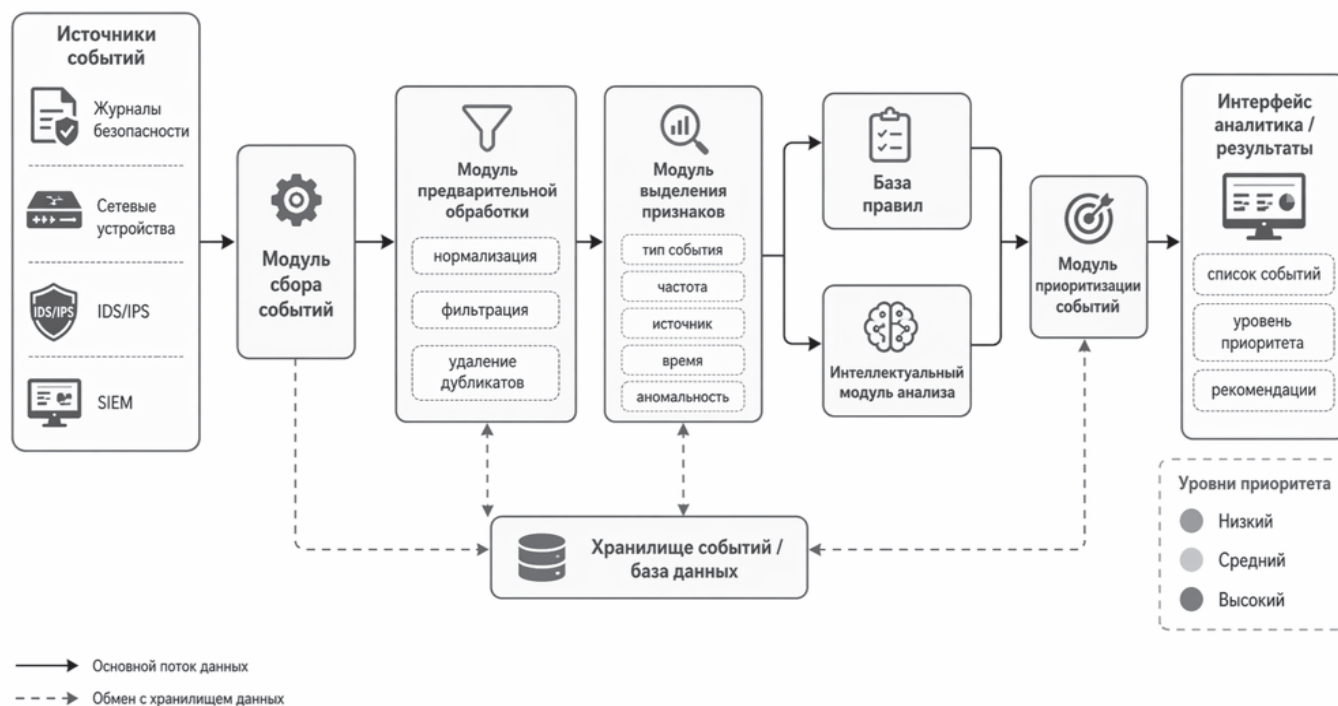 Источники
событий
Журналы
безопасности
Сетевые
устройства
IDS/IPS
IDS/IPS
SIEM
Модуль
сбора
событий
Модуль
предварительной
обработки
нормализация
фильтрация
удаление
дубликатов
Модуль
выделения
признаков
тип события
частота
источник
время
аномальность
База
правил
Интеллектуальный
модуль анализа
Модуль
приоритизации
событий
Интерфейс
аналитика /
результаты
список событий
уровень
приоритета
рекомендации
Уровни приоритета
Низкий
Средний
Высокий
Хранилище событий /
база данных
Основной поток данных
Обмен с хранилищем данных